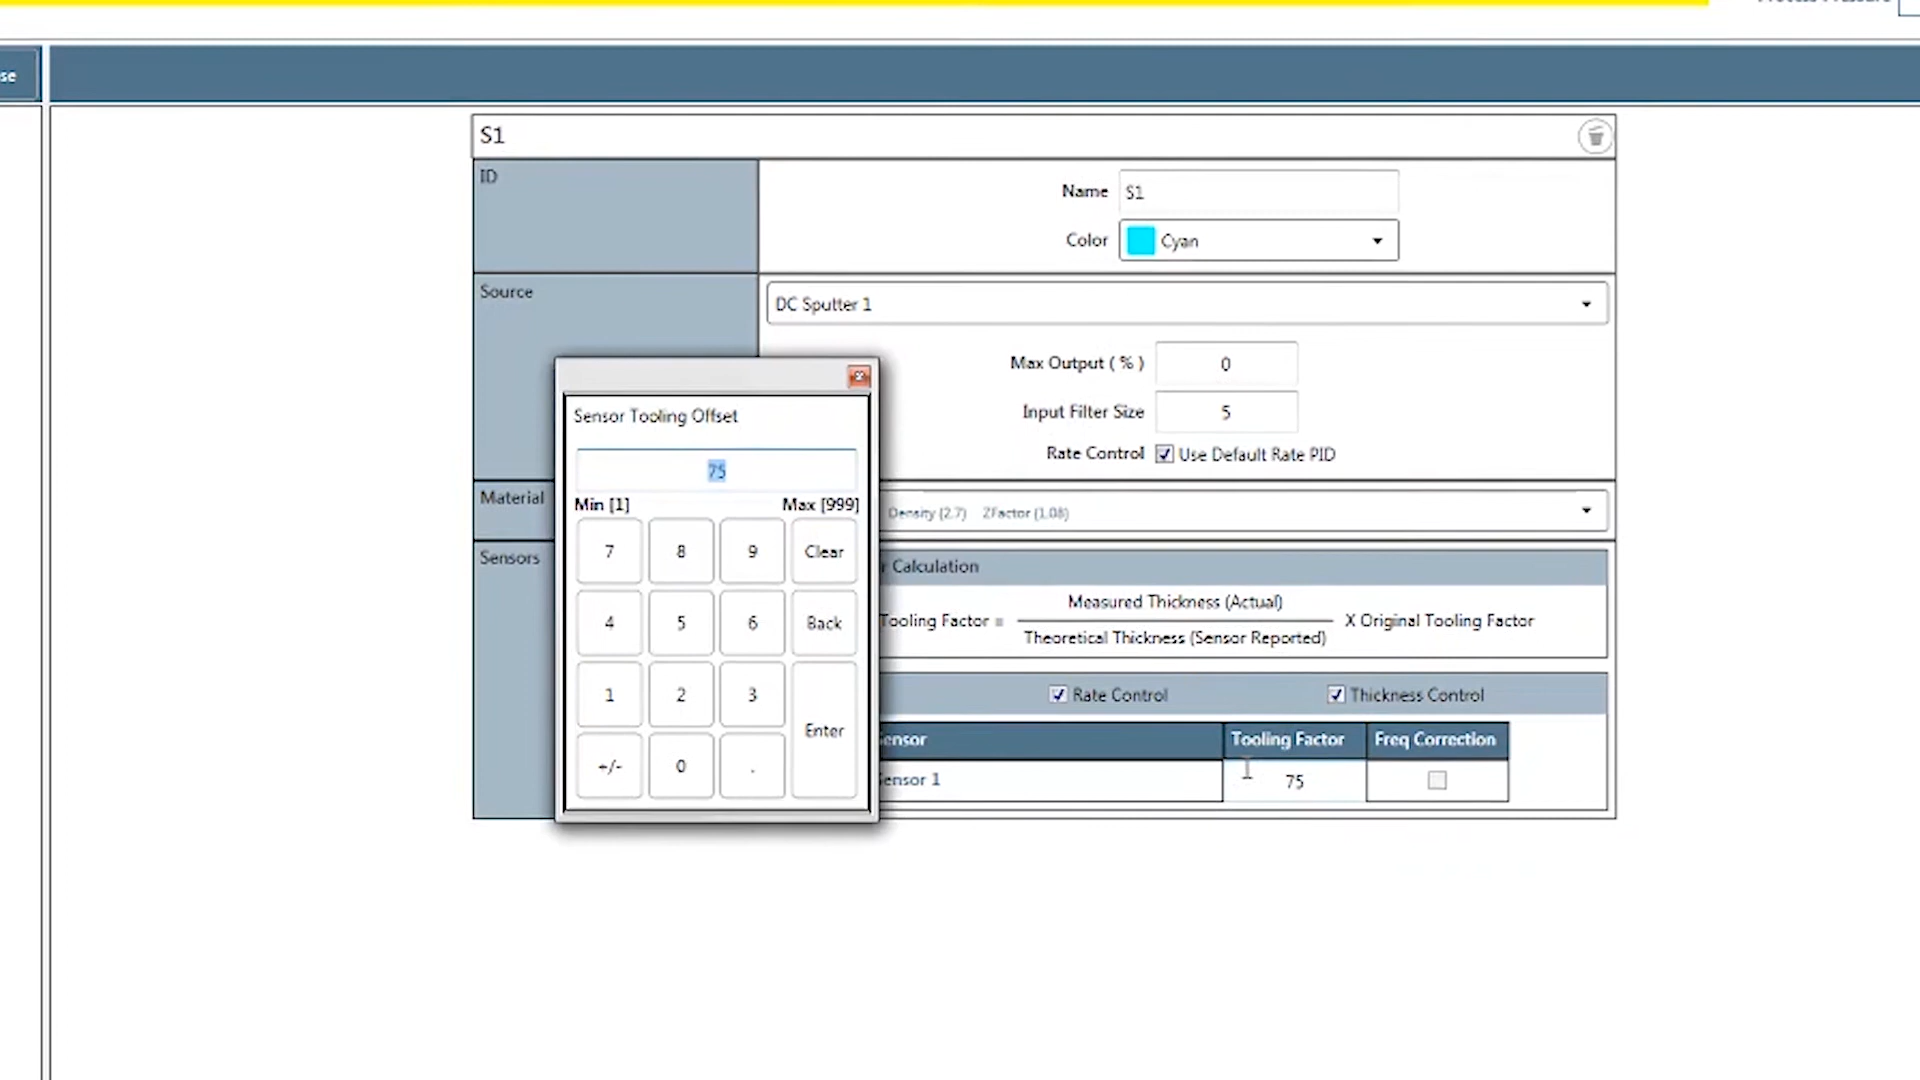 se
S1
ID
Name S1
Color Cyan
Source
DC Sputter 1
Max Output ( % ) 0
Input Filter Size 5
Rate Control Use Default Rate PID
Sensor Tooling Offset
75
Min [1] Max [999]
7 8 9 Clear
4 5 6 Back
1 2 3
Enter
+/- 0 .
Material
Density (2.7) ZFactor (1.08)
Sensors
r Calculation
Tooling Factor =
Measured Thickness (Actual)
Theoretical Thickness (Sensor Reported)
X Original Tooling Factor
Rate Control Thickness Control
ensor Tooling Factor Freq Correction
ensor 1 75